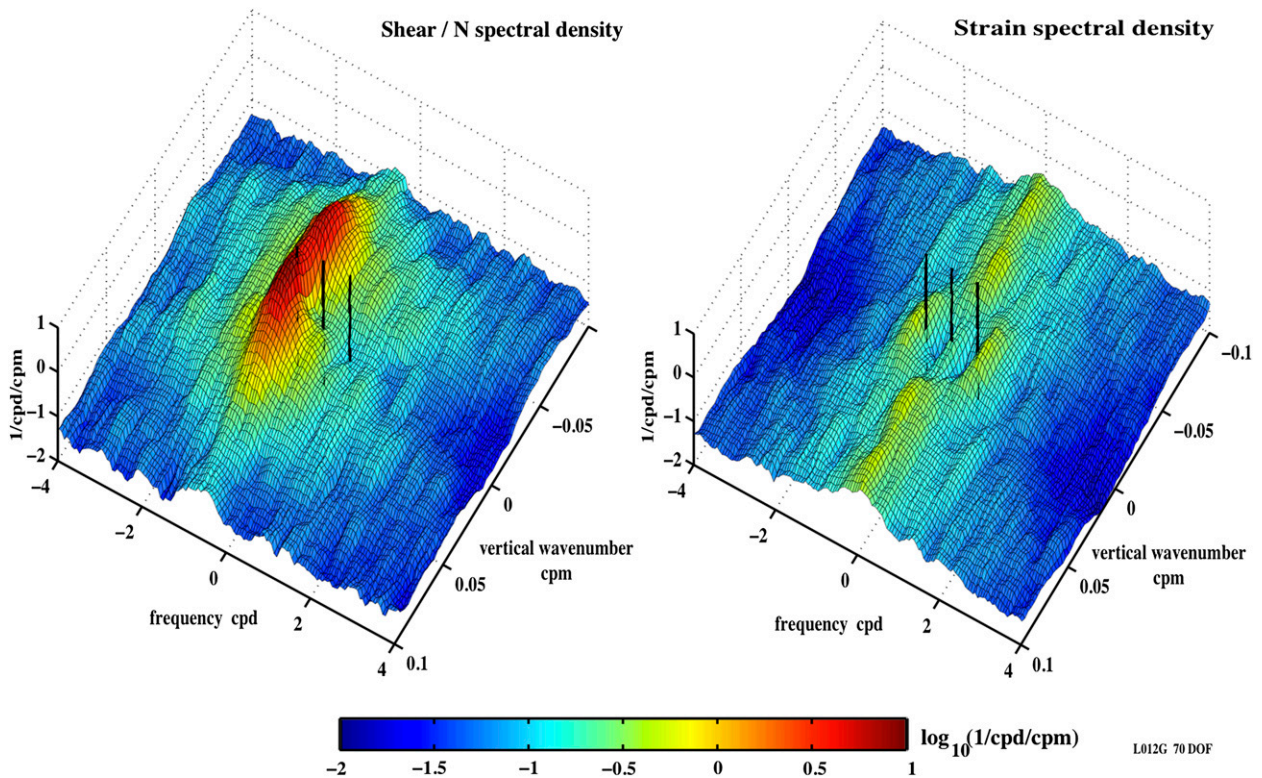 Shear / N spectral density
Strain spectral density
1
0
−1
−2
1/cpd/cpm
−4
−2
0
2
4
frequency cpd
−0.05
0
0.05
0.1
vertical wavenumber
cpm
1
0
−1
−2
1/cpd/cpm
−4
−2
0
2
4
frequency cpd
−0.1
−0.05
0
0.05
0.1
vertical wavenumber
cpm
−2
−1.5
−1
−0.5
0
0.5
1
log10(1/cpd/cpm)
L012G 70 DOF